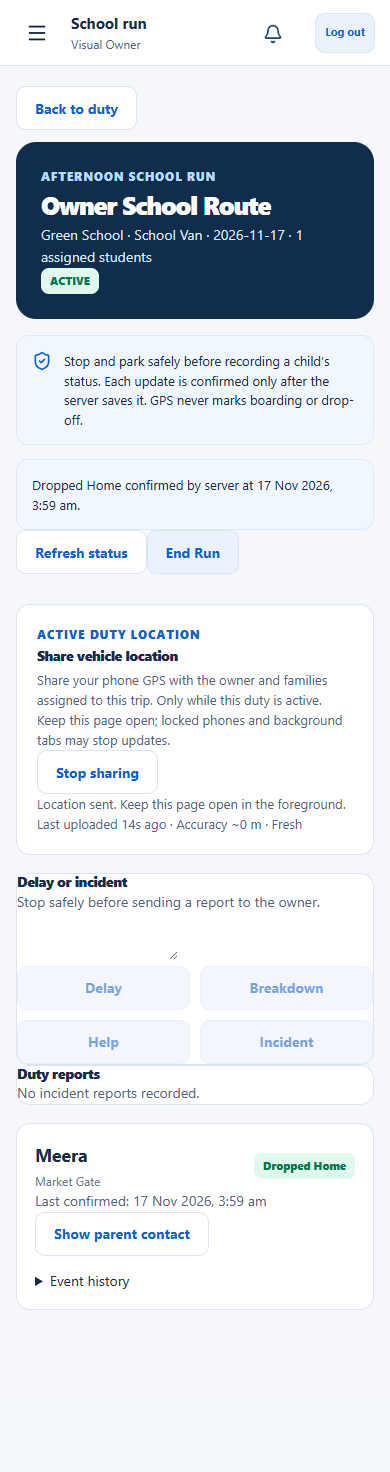 School run
Visual Owner
Log out
Back to duty
AFTERNOON SCHOOL RUN
Owner School Route
Green School · School Van · 2026-11-17 · 1
assigned students
ACTIVE
Stop and park safely before recording a child's
status. Each update is confirmed only after the
server saves it. GPS never marks boarding or drop-
off.
Dropped Home confirmed by server at 17 Nov 2026,
3:59 am.
Refresh status
End Run
ACTIVE DUTY LOCATION
Share vehicle location
Share your phone GPS with the owner and families
assigned to this trip. Only while this duty is active.
Keep this page open; locked phones and background
tabs may stop updates.
Stop sharing
Location sent. Keep this page open in the foreground.
Last uploaded 14s ago · Accuracy ~0 m · Fresh
Delay or incident
Stop safely before sending a report to the owner.
Delay
Breakdown
Help
Incident
Duty reports
No incident reports recorded.
Meera
Market Gate
Dropped Home
Last confirmed: 17 Nov 2026, 3:59 am
Show parent contact
Event history